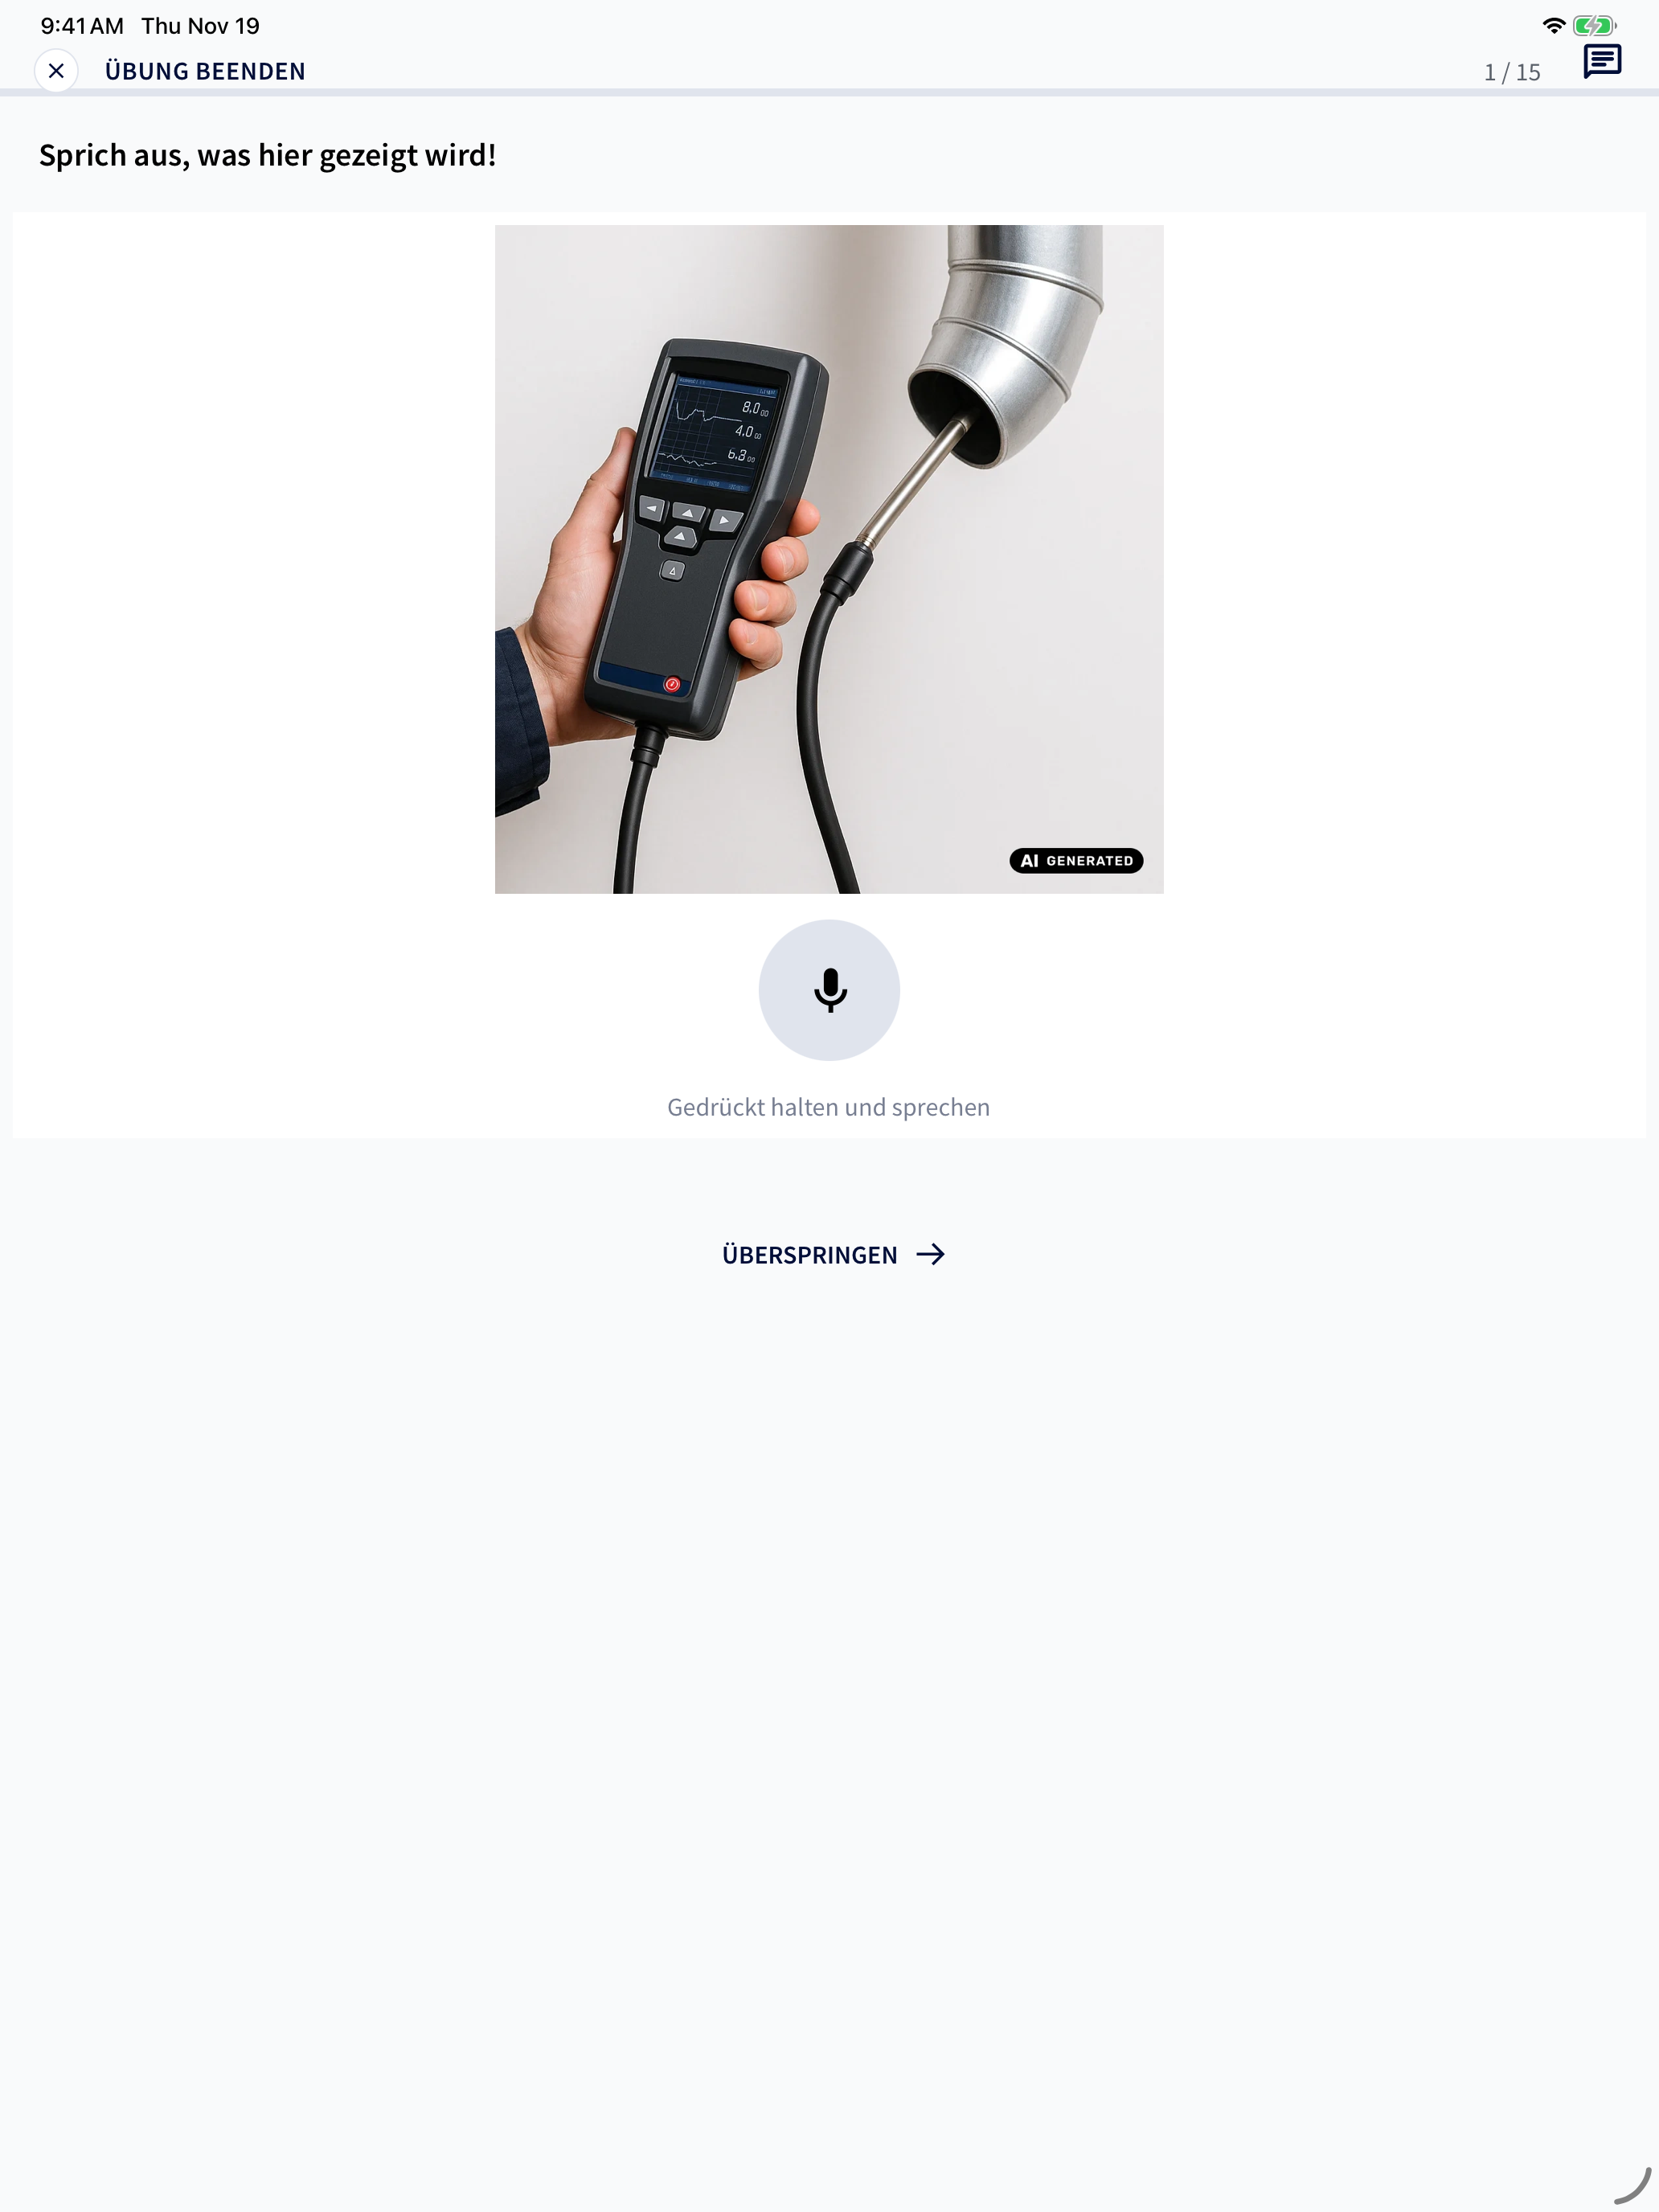 9:41 AM Thu Nov 19
ÜBUNG BEENDEN
1 / 15
Sprich aus, was hier gezeigt wird!
8.0
4.0
6.3
AI GENERATED
Gedrückt halten und sprechen
ÜBERSPRINGEN